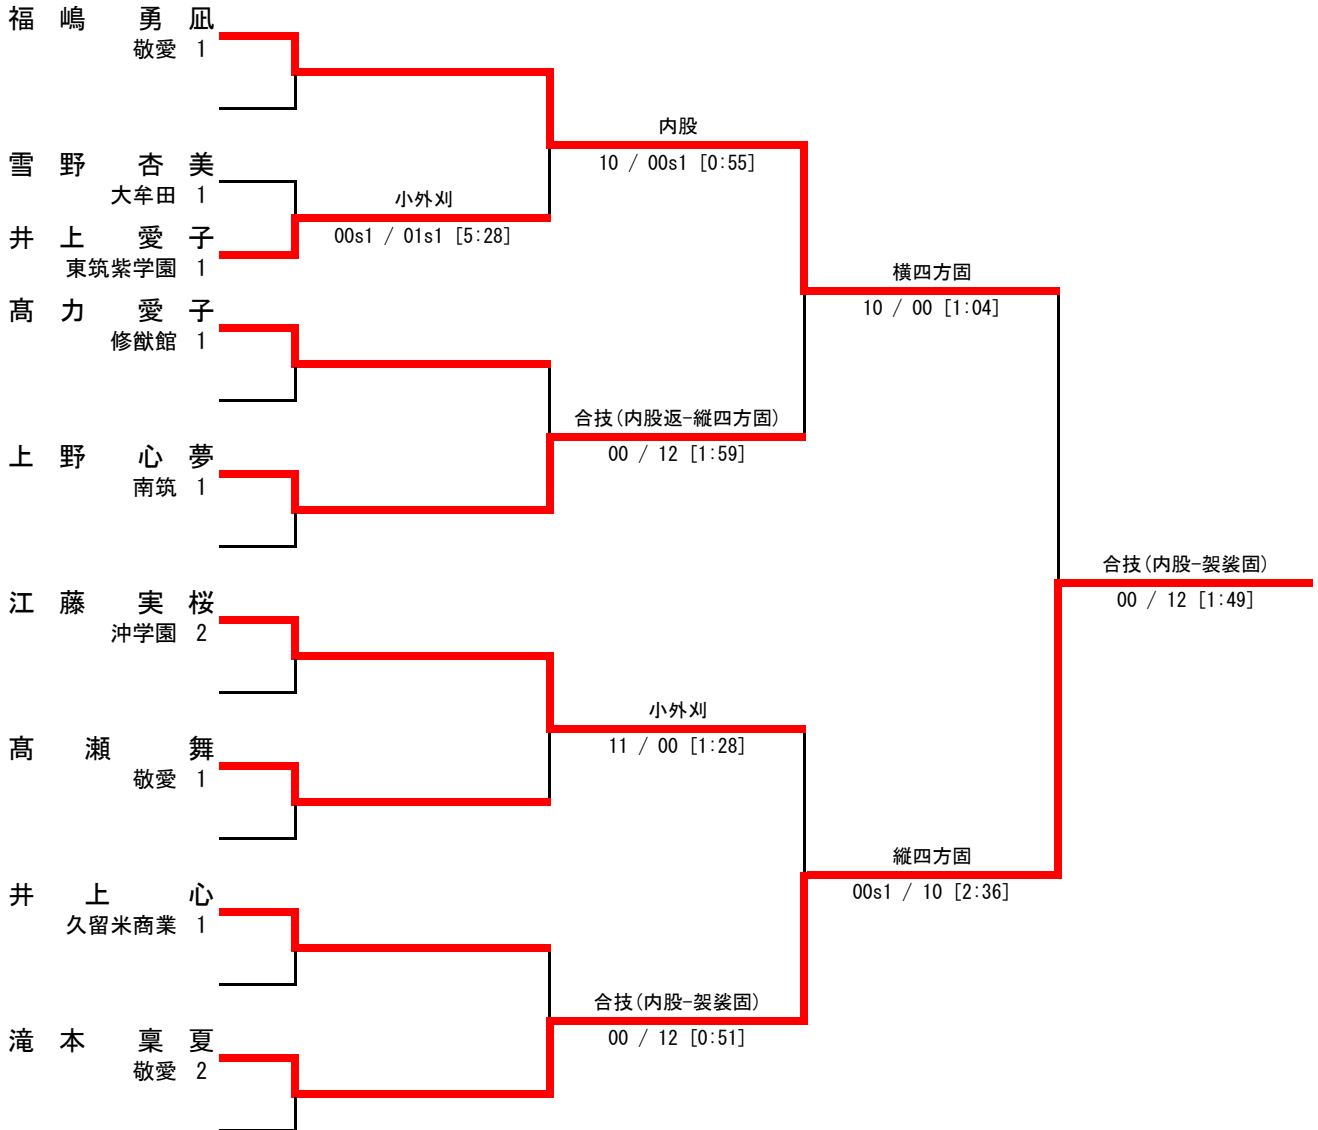 福嶋 勇凪
敬愛 1
雪野 杏美
大牟田 1
井上 愛子
東筑紫学園 1
髙力 愛子
修猷館 1
上野 心夢
南筑 1
江藤 実桜
沖学園 2
髙瀬 舞
敬愛 1
井上 心
久留米商業 1
滝本 稟夏
敬愛 2
小外刈
00s1 / 01s1 [5:28]
内股
10 / 00s1 [0:55]
合技(内股返-縦四方固)
00 / 12 [1:59]
小外刈
11 / 00 [1:28]
合技(内股-袈裟固)
00 / 12 [0:51]
横四方固
10 / 00 [1:04]
縦四方固
00s1 / 10 [2:36]
合技(内股-袈裟固)
00 / 12 [1:49]